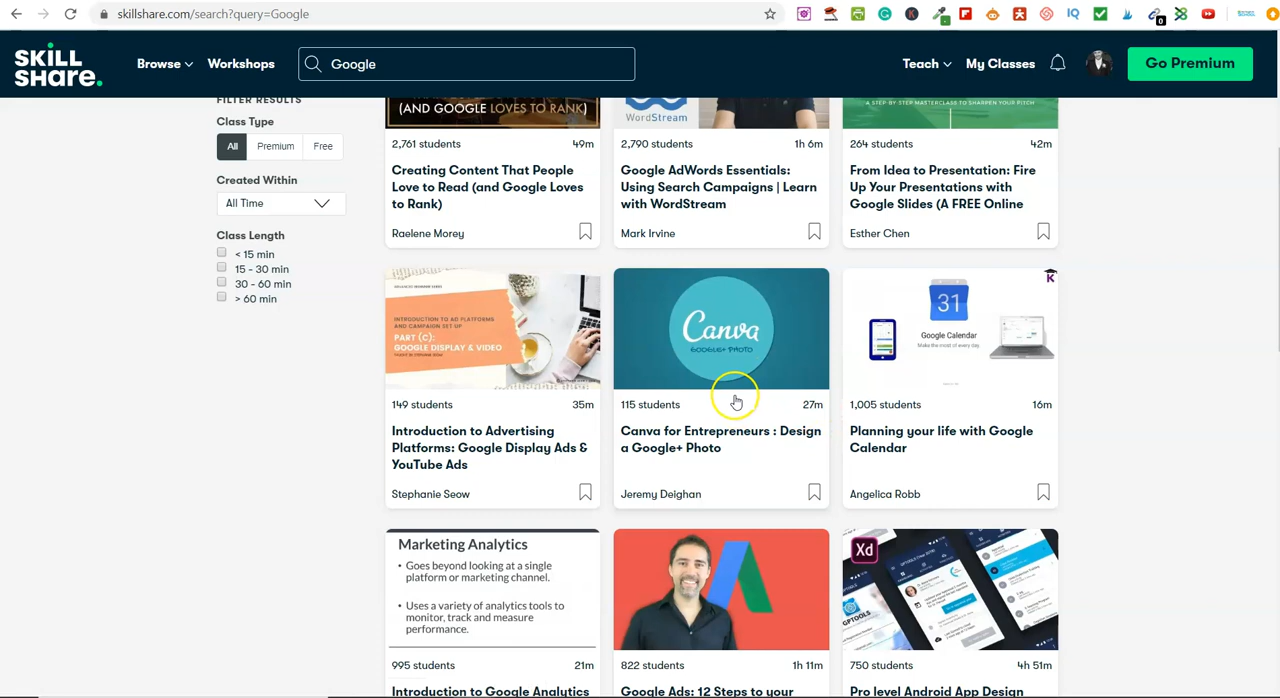 skillshare.com/search?query=Google
SKILL
SHARE.
Browse
Workshops
Google
Teach
My Classes
Go Premium
FILTER RESULTS
Class Type
All
Premium
Free
Created Within
All Time
Class Length
< 15 min
15 - 30 min
30 - 60 min
> 60 min
(AND GOOGLE LOVES TO RANK)
2,761 students
49m
Creating Content That People
Love to Read (and Google Loves
to Rank)
Raelene Morey
WordStream
2,790 students
1h 6m
Google AdWords Essentials:
Using Search Campaigns | Learn
with WordStream
Mark Irvine
A STEP-BY-STEP MASTERCLASS TO SHARPEN YOUR PITCH
264 students
42m
From Idea to Presentation: Fire
Up Your Presentations with
Google Slides (A FREE Online
Esther Chen
INTRODUCTION TO AD PLATFORMS
AND CAMPAIGN SET UP
PART (C):
GOOGLE DISPLAY & VIDEO
149 students
35m
Introduction to Advertising
Platforms: Google Display Ads &
YouTube Ads
Stephanie Seow
Canva
GOOGLE+ PHOTO
115 students
27m
Canva for Entrepreneurs : Design
a Google+ Photo
Jeremy Deighan
K
31
Google Calendar
Make the most of every day
1,005 students
16m
Planning your life with Google
Calendar
Angelica Robb
Marketing Analytics
• Goes beyond looking at a single
platform or marketing channel.
• Uses a variety of analytics tools to
monitor, track and measure
performance.
995 students
21m
Introduction to Google Analytics
822 students
1h 11m
Google Ads: 12 Steps to your
Xd
750 students
4h 51m
Pro level Android App Design